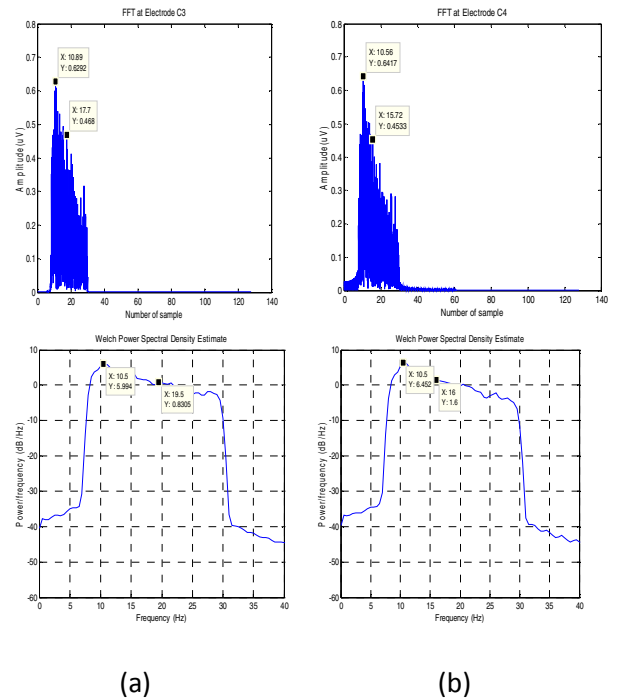 FFT at Electrode C3
0.8
0.7
0.6
0.5
0.4
0.3
0.2
0.1
0
Amplitude (uV)
X: 10.89
Y: 0.6292
X: 17.7
Y: 0.468
0 20 40 60 80 100 120 140
Number of sample
FFT at Electrode C4
0.8
0.7
0.6
0.5
0.4
0.3
0.2
0.1
0
Amplitude (uV)
X: 10.56
Y: 0.6417
X: 15.72
Y: 0.4533
0 20 40 60 80 100 120 140
Number of sample
Welch Power Spectral Density Estimate
10
0
-10
-20
-30
-40
-50
-60
Power/frequency (dB/Hz)
X: 10.5
Y: 5.994
X: 19.5
Y: 0.8305
0 5 10 15 20 25 30 35 40
Frequency (Hz)
Welch Power Spectral Density Estimate
10
0
-10
-20
-30
-40
-50
-60
Power/frequency (dB/Hz)
X: 10.5
Y: 6.452
X: 16
Y: 1.6
0 5 10 15 20 25 30 35 40
Frequency (Hz)
(a)
(b)